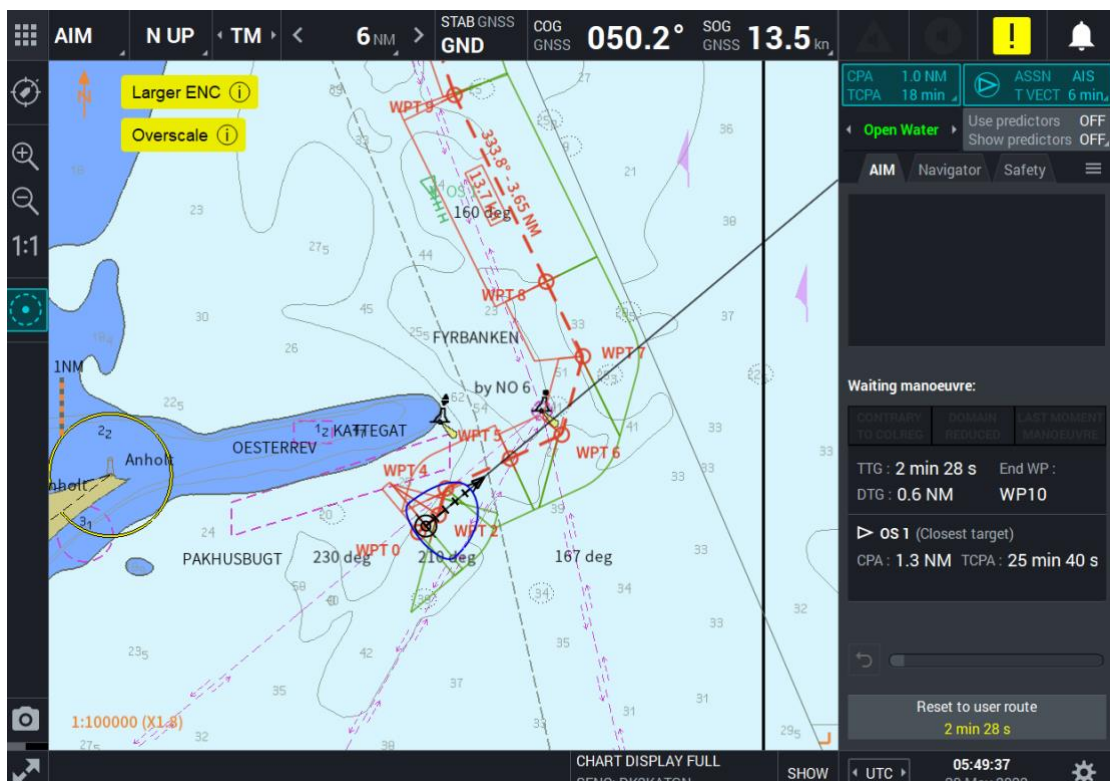 AIM
N UP
TM
6 NM
STAB GNSS
GND
COG
GNSS
050.2°
SOG
GNSS
13.5 kn
!
CPA 1.0 NM
TCPA 18 min
ASSN AIS
T VECT 6 min
Larger ENC
Overscale
N
Open Water
Use predictors OFF
Show predictors OFF
AIM
Navigator
Safety
1:1
WPT 9
333.8° 3.65 NM
13.7 kn
OS 1
160 deg
WPT 8
FYRBANKEN
WPT 7
1NM
by NO 6
OESTERREV
KATTEGAT
Anholt
WPT 5
WPT 6
WPT 4
WPT 2
PAKHUSBUGT
230 deg
WPT 0
210 deg
167 deg
1:100000 (X1.8)
Waiting manoeuvre:
CONTRARY
TO COLREG
LAST MOMENT
MANOEUVRE
TTG : 2 min 28 s
End WP :
DTG : 0.6 NM
WP10
OS 1 (Closest target)
CPA : 1.3 NM TCPA : 25 min 40 s
Reset to user route
2 min 28 s
CHART DISPLAY FULL
SHOW
UTC
05:49:37